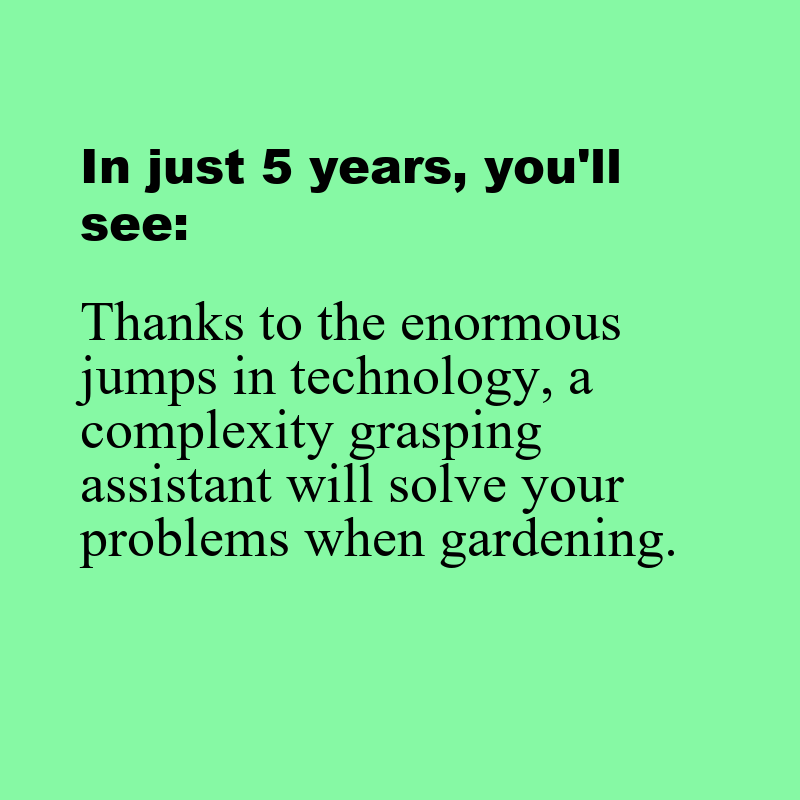 In just 5 years, you'll
see:
Thanks to the enormous
jumps in technology, a
complexity grasping
assistant will solve your
problems when gardening.